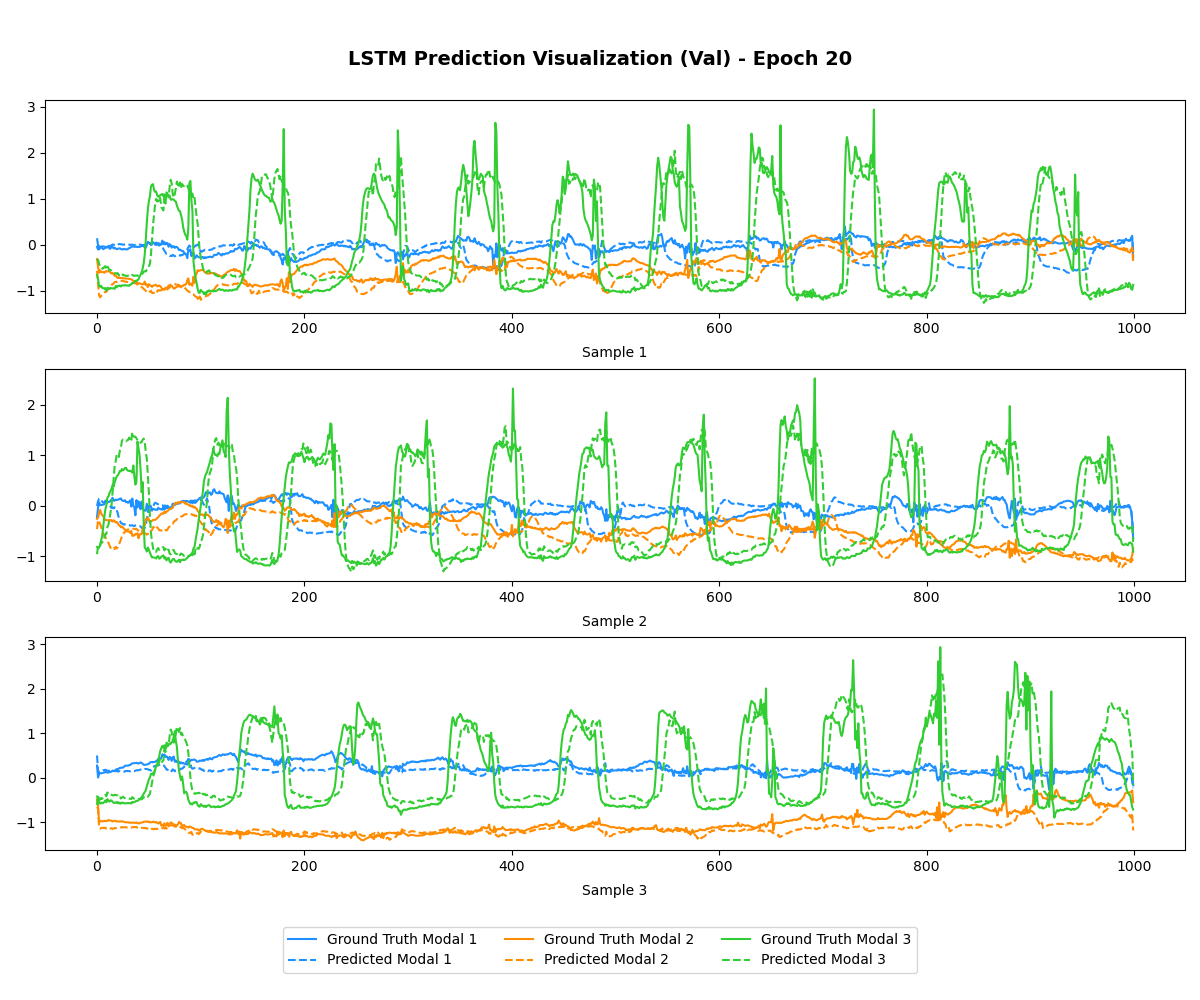 LSTM Prediction Visualization (Val) - Epoch 20
3
2
1
0
−1
0 200 400 600 800 1000
Sample 1
2
1
0
−1
0 200 400 600 800 1000
Sample 2
3
2
1
0
−1
0 200 400 600 800 1000
Sample 3
Ground Truth Modal 1 Ground Truth Modal 2 Ground Truth Modal 3
Predicted Modal 1 Predicted Modal 2 Predicted Modal 3